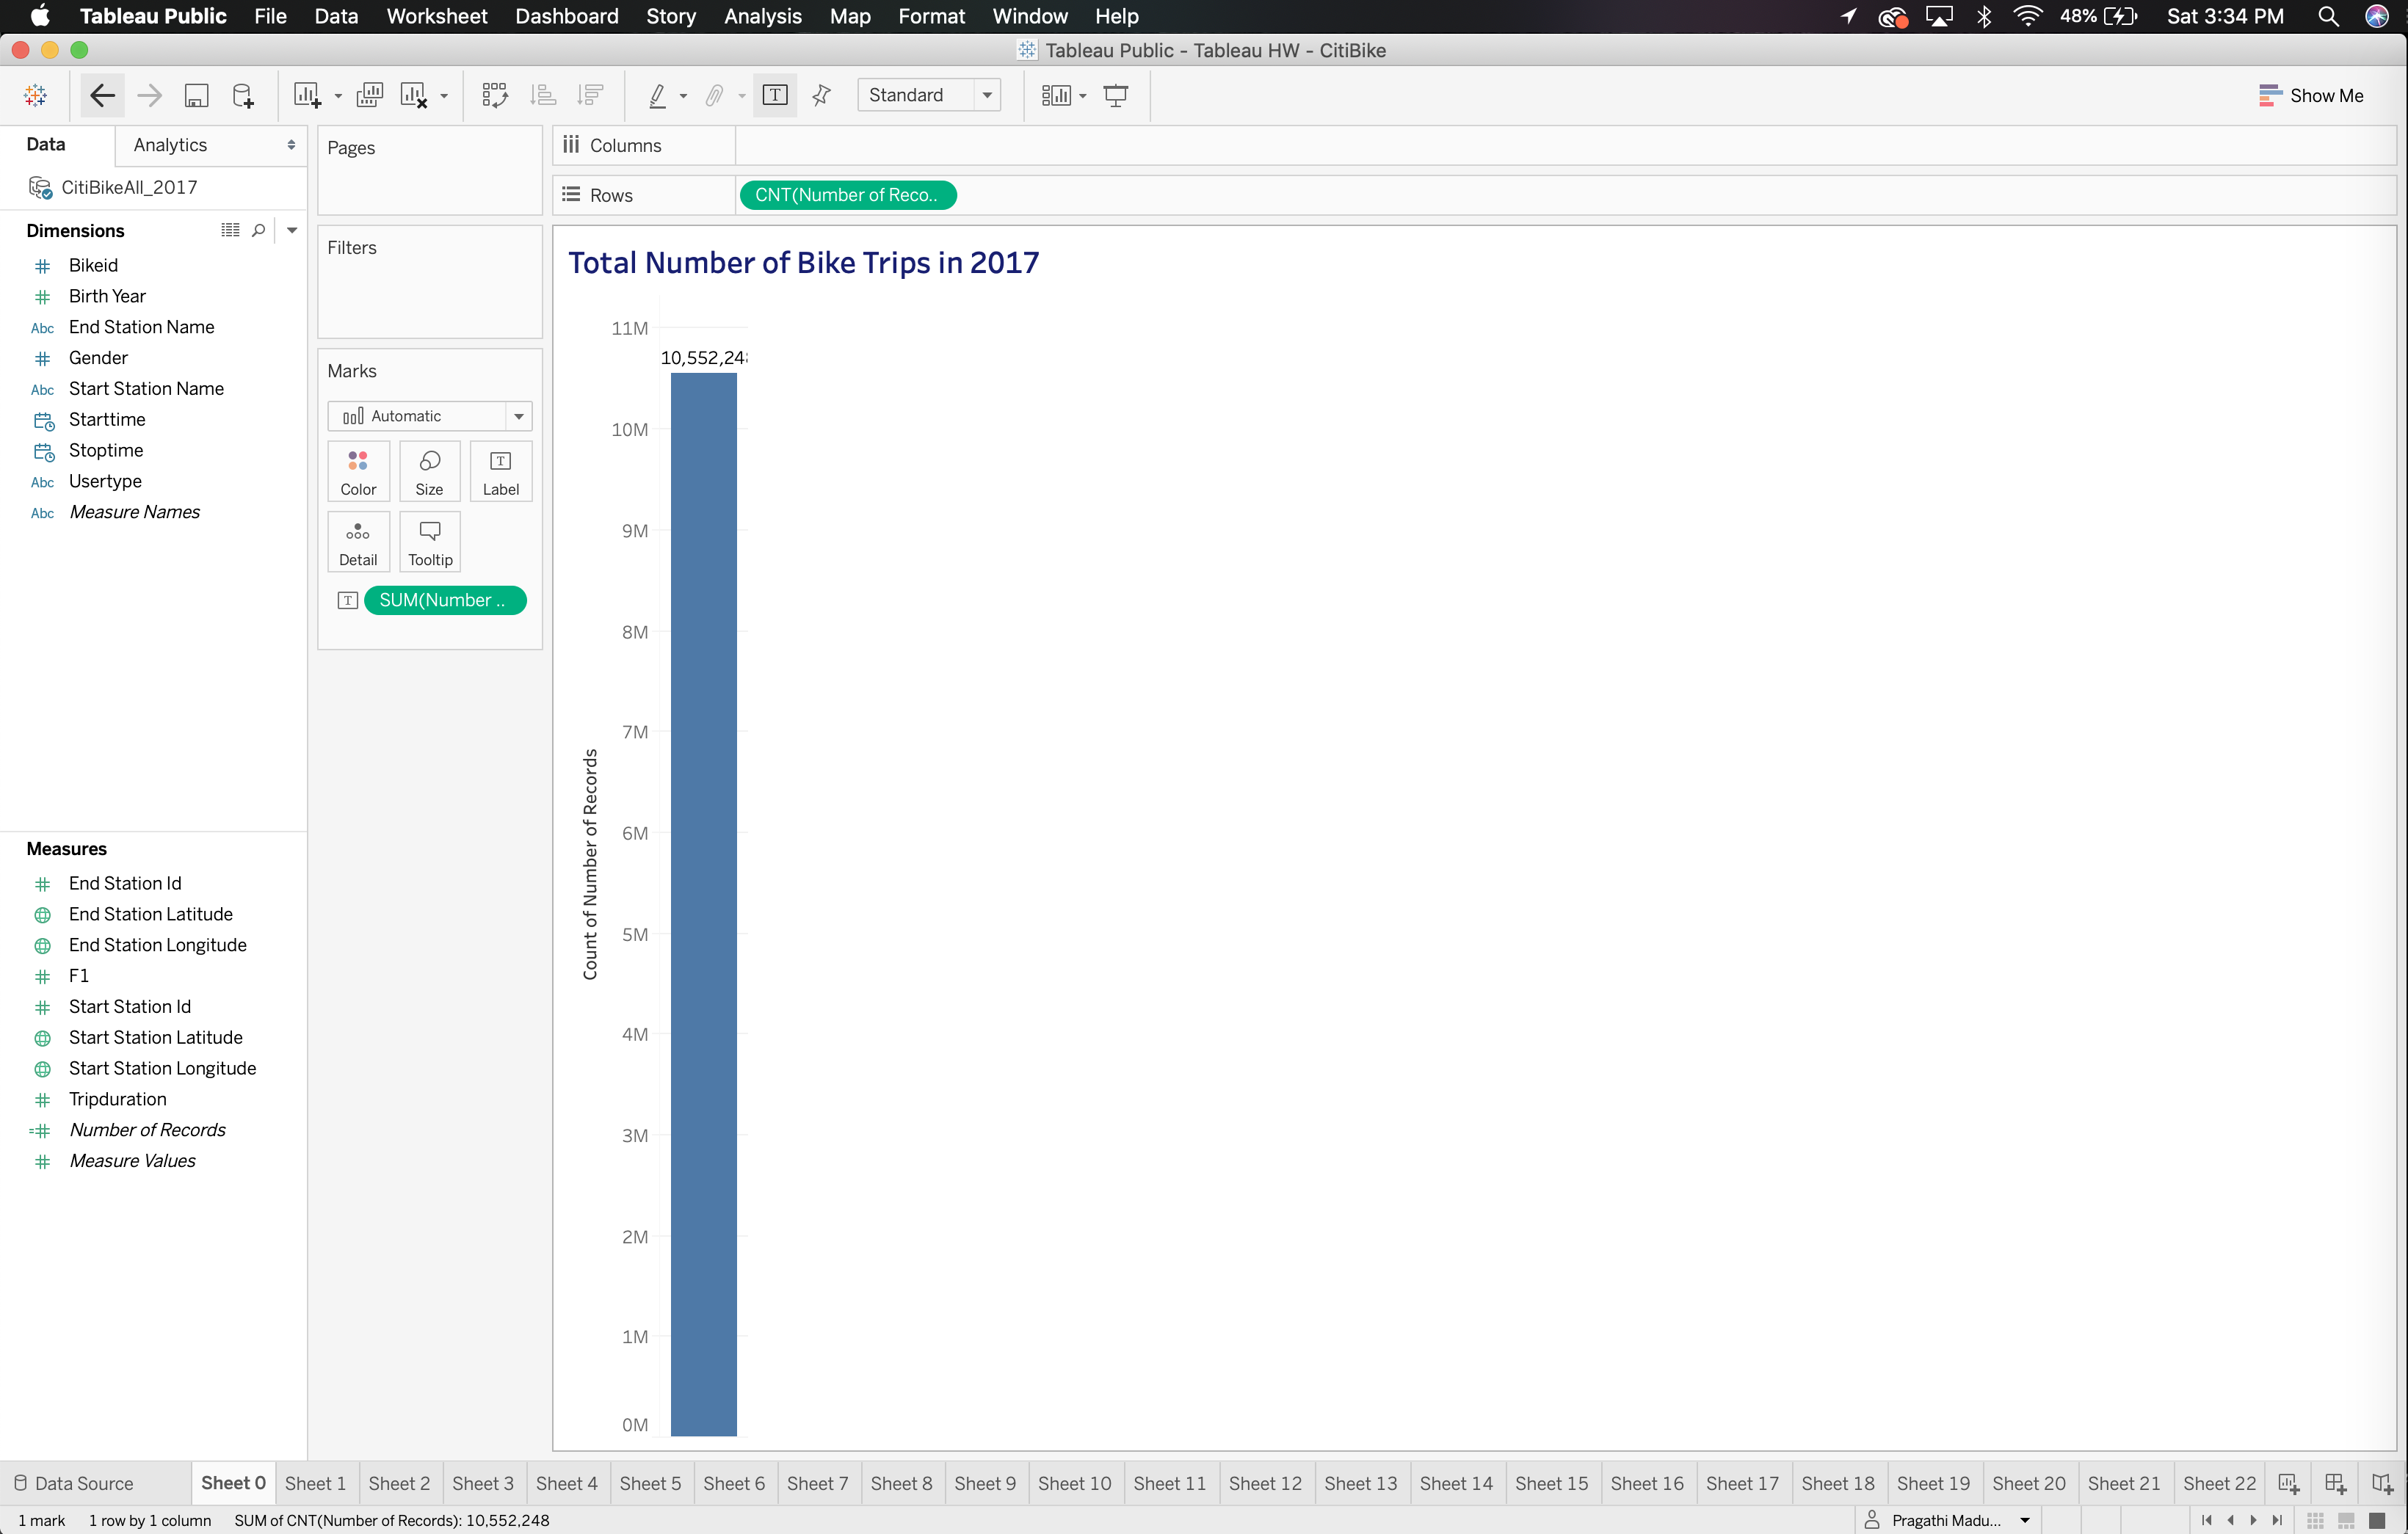 Tableau Public File Data Worksheet Dashboard Story Analysis Map Format Window Help 48% Sat 3:34 PM
Tableau Public - Tableau HW - CitiBike
Standard Show Me
Data Analytics
CitiBikeAll_2017
Dimensions
Bikeid
Birth Year
Abc End Station Name
Gender
Abc Start Station Name
Starttime
Stoptime
Abc Usertype
Abc Measure Names
Measures
End Station Id
End Station Latitude
End Station Longitude
F1
Start Station Id
Start Station Latitude
Start Station Longitude
Tripduration
Number of Records
Measure Values
Pages
Filters
Marks
Automatic
Color Size T Label
Detail Tooltip
T SUM(Number ..
Columns
Rows CNT(Number of Reco..
Total Number of Bike Trips in 2017
10,552,248
11M
10M
9M
8M
7M
6M
5M
4M
3M
2M
1M
0M
Count of Number of Records
Data Source Sheet 0 Sheet 1 Sheet 2 Sheet 3 Sheet 4 Sheet 5 Sheet 6 Sheet 7 Sheet 8 Sheet 9 Sheet 10 Sheet 11 Sheet 12 Sheet 13 Sheet 14 Sheet 15 Sheet 16 Sheet 17 Sheet 18 Sheet 19 Sheet 20 Sheet 21 Sheet 22
1 mark 1 row by 1 column SUM of CNT(Number of Records): 10,552,248 Pragathi Madu...